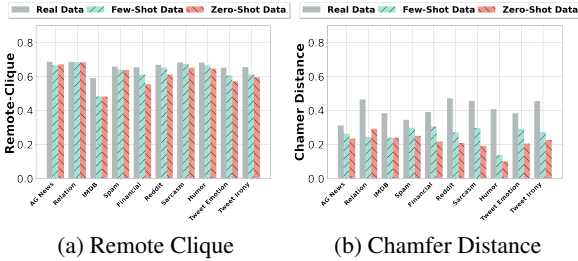 Real Data Few-Shot Data Zero-Shot Data
Remote-Clique
0.8
0.6
0.4
0.2
0.0
AG News Relation IMDB Spam Financial Reddit Sarcasm Humor Tweet Emotion Tweet Irony
(a) Remote Clique
Real Data Few-Shot Data Zero-Shot Data
Chamfer Distance
0.8
0.6
0.4
0.2
0.0
AG News Relation IMDB Spam Financial Reddit Sarcasm Humor Tweet Emotion Tweet Irony
(b) Chamfer Distance